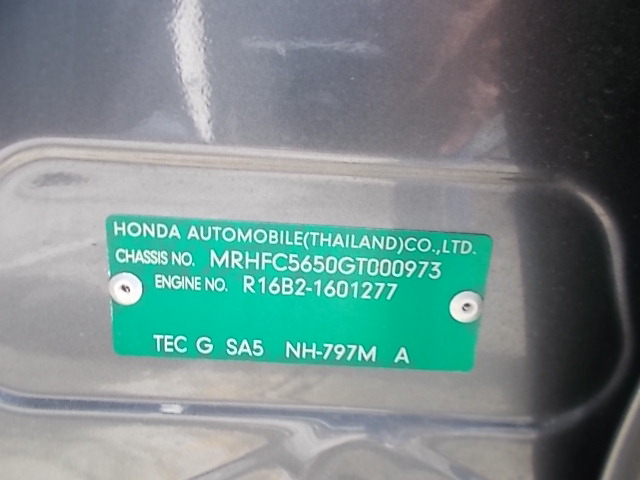 HONDA AUTOMOBILE(THAILAND)CO.,LTD.
CHASSIS NO. MRHFC5650GT000973
ENGINE NO. R16B2-1601277
TEC G SA5 NH-797M A